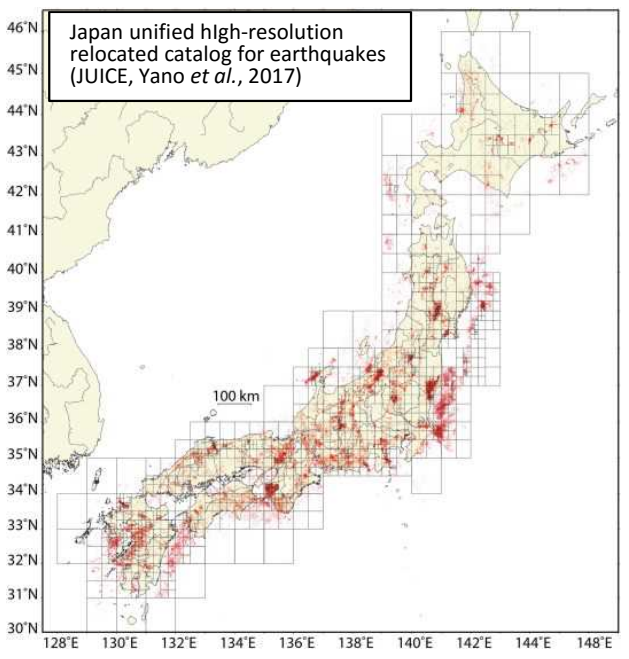 Japan unified hIgh-resolution
relocated catalog for earthquakes
(JUICE, Yano et al., 2017)
46°N
45°N
44°N
43°N
42°N
41°N
40°N
39°N
38°N
37°N
36°N
35°N
34°N
33°N
32°N
31°N
30°N
100 km
128°E 130°E 132°E 134°E 136°E 138°E 140°E 142°E 144°E 146°E 148°E